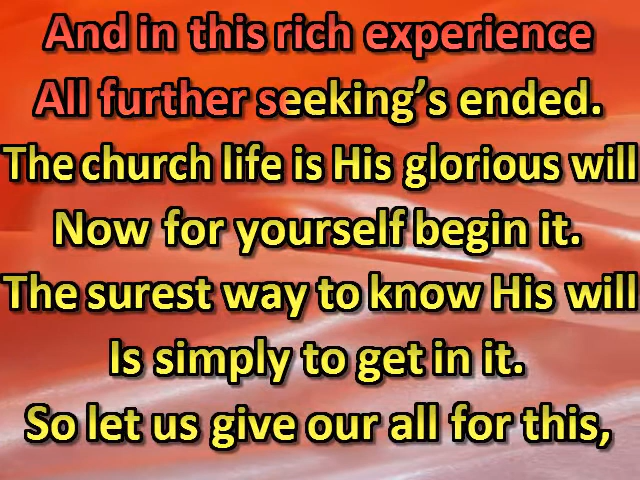 And in this rich experience
All further seeking’s ended.
The church life is His glorious will
Now for yourself begin it.
The surest way to know His will
Is simply to get in it.
So let us give our all for this,